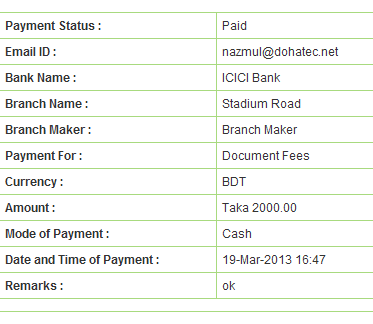 Payment Status : Paid
Email ID : nazmul@dohatec.net
Bank Name : ICICI Bank
Branch Name : Stadium Road
Branch Maker : Branch Maker
Payment For : Document Fees
Currency : BDT
Amount : Taka 2000.00
Mode of Payment : Cash
Date and Time of Payment : 19-Mar-2013 16:47
Remarks : ok